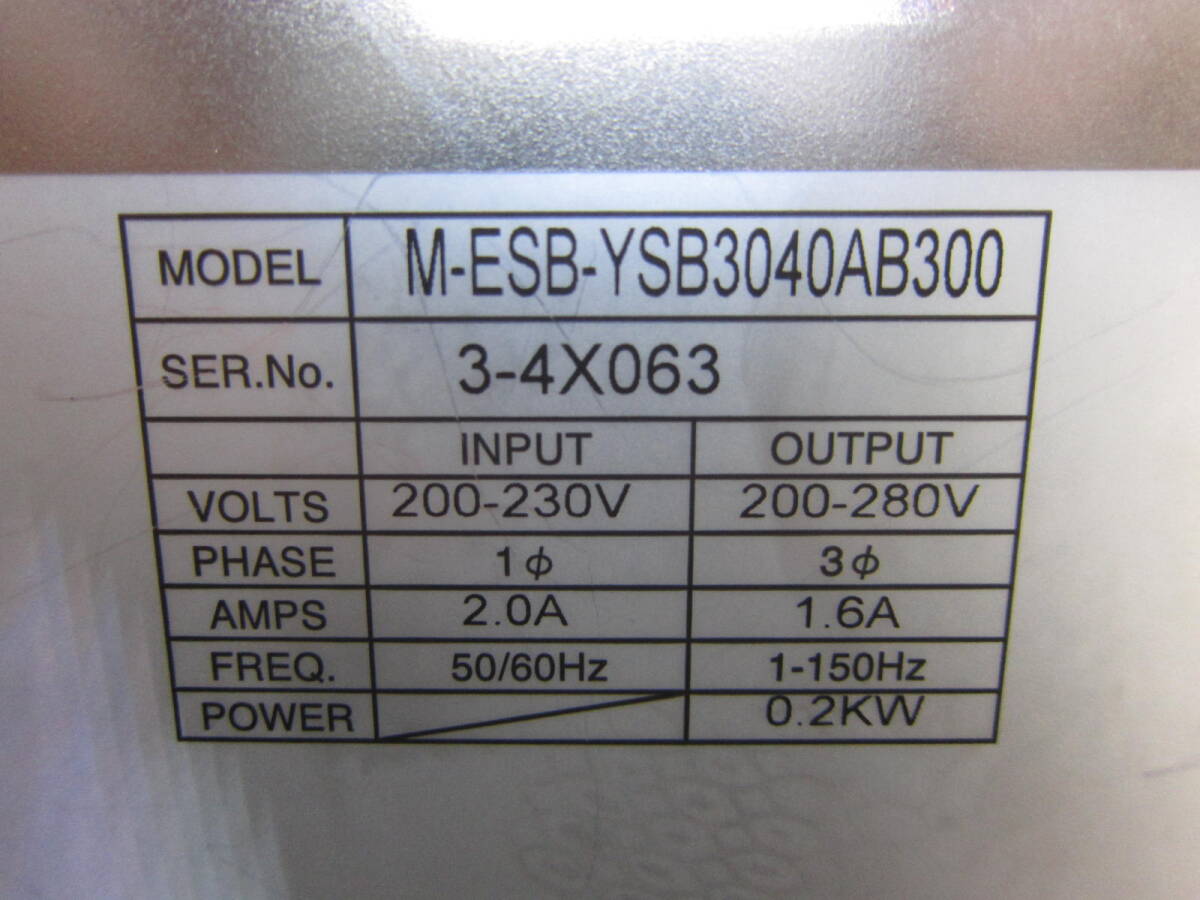 MODEL M-ESB-YSB3040AB300
SER.No. 3-4X063
INPUT OUTPUT
VOLTS 200-230V 200-280V
PHASE 1φ 3φ
AMPS 2.0A 1.6A
FREQ. 50/60Hz 1-150Hz
POWER 0.2KW